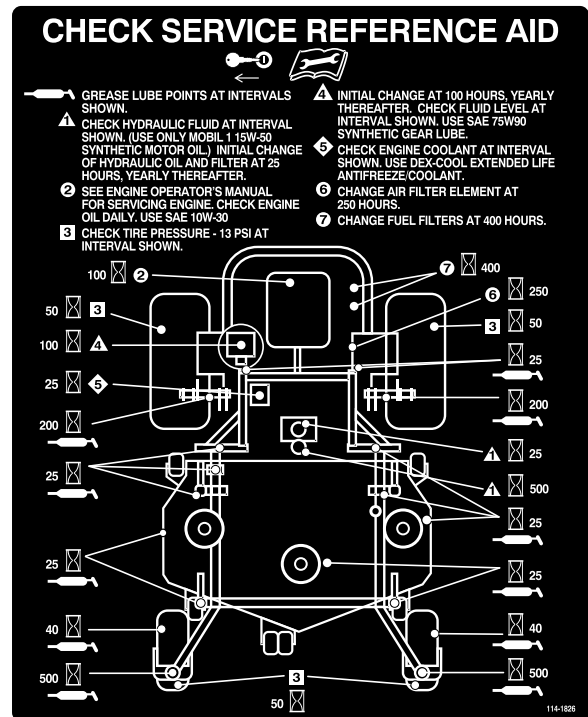 CHECK SERVICE REFERENCE AID
GREASE LUBE POINTS AT INTERVALS
SHOWN.
1 CHECK HYDRAULIC FLUID AT INTERVAL
SHOWN. (USE ONLY MOBIL 1 15W-50
SYNTHETIC MOTOR OIL.) INITIAL CHANGE
OF HYDRAULIC OIL AND FILTER AT 25
HOURS, YEARLY THEREAFTER.
2 SEE ENGINE OPERATOR'S MANUAL
FOR SERVICING ENGINE. CHECK ENGINE
OIL DAILY. USE SAE 10W-30
3 CHECK TIRE PRESSURE - 13 PSI AT
INTERVAL SHOWN.
4 INITIAL CHANGE AT 100 HOURS, YEARLY
THEREAFTER. CHECK FLUID LEVEL AT
INTERVAL SHOWN. USE SAE 75W90
SYNTHETIC GEAR LUBE.
5 CHECK ENGINE COOLANT AT INTERVAL
SHOWN. USE DEX-COOL EXTENDED LIFE
ANTIFREEZE/COOLANT.
6 CHANGE AIR FILTER ELEMENT AT
250 HOURS.
7 CHANGE FUEL FILTERS AT 400 HOURS.
100 2
7 400
50 3
6 250
100 4
3 50
25 5
25
200
200
25
1 25
1 500
25
25
25
40
40
500
500
3
50
114-1826